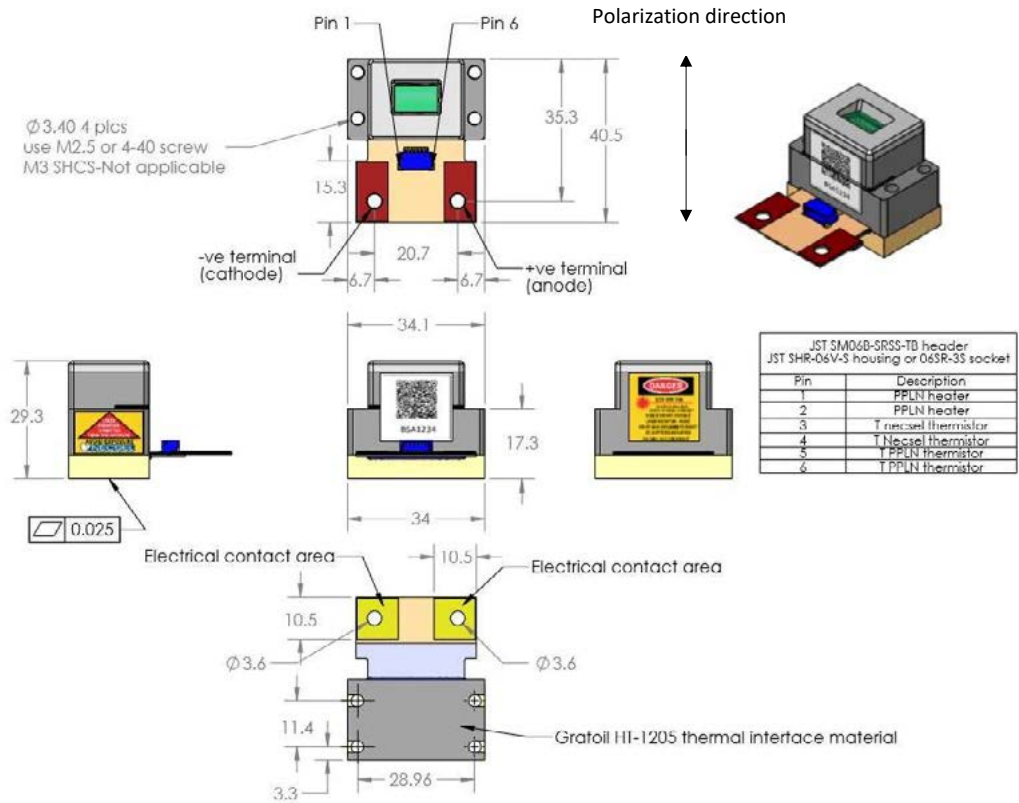 Polarization direction
Pin 1
Pin 6
Ø3.40 4 plcs
use M2.5 or 4-40 screw
M3 SHCS-Not applicable
35.3
40.5
15.3
-ve terminal
(cathode)
20.7
6.7
6.7
+ve terminal
(anode)
BGA1234
34.1
29.3
BGA1234
DANGER
17.3
34
0.025
JST SM06B-SRSS-TB header
JST SHR-06V-S housing or 06SR-3S socket
Pin Description
1 PPLN heater
2 PPLN heater
3 T necsel thermistor
4 T Necsel thermistor
5 T PPLN thermistor
6 T PPLN thermistor
Electrical contact area
10.5
Electrical contact area
10.5
Ø3.6
Ø3.6
11.4
Grafoil HT-1205 thermal interface material
28.96
3.3